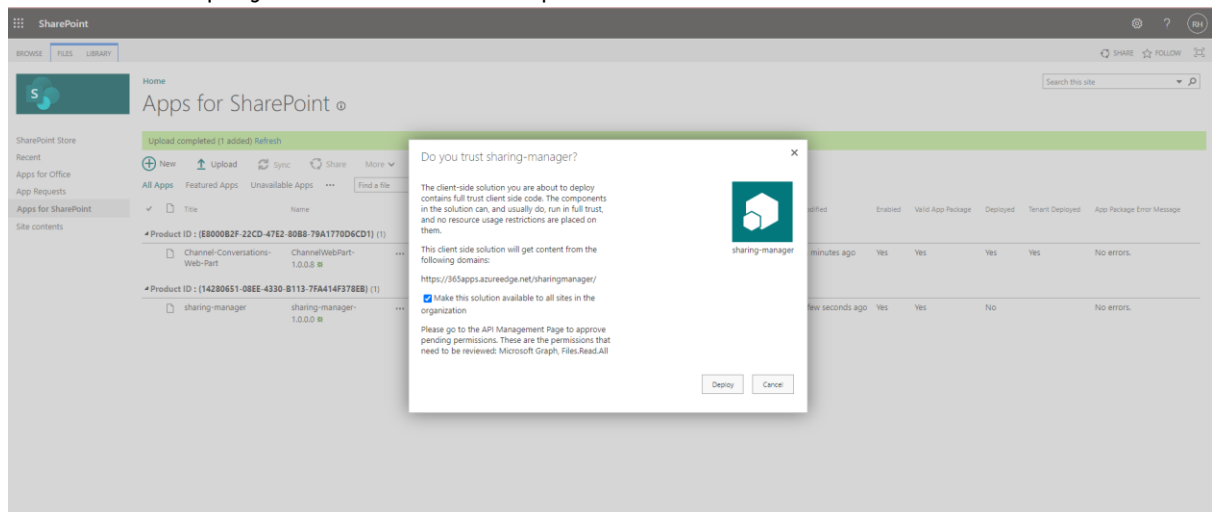 SharePoint
? RH
BROWSE FILES LIBRARY SHARE FOLLOW
S
Home
Search this site
Apps for SharePoint
SharePoint Store
Recent
Apps for Office
App Requests
Apps for SharePoint
Site contents
Upload completed (1 added) Refresh
New Upload Sync Share More
All Apps Featured Apps Unavailable Apps ... Find a file
Title Name Enabled Valid App Package Deployed Tenant Deployed App Package Error Message
Product ID : (E8000B2F-22CD-47E2-80B8-79A1770D6CD1) (1)
Channel-Conversations- ChannelWebPart- ... minutes ago Yes Yes Yes Yes No errors.
Web-Part 1.0.0.8
Product ID : (14280651-08EE-4330-B113-7FA414F378EB) (1)
sharing-manager sharing-manager- ... few seconds ago Yes Yes No No errors.
1.0.0.0
Do you trust sharing-manager?
The client-side solution you are about to deploy
contains full trust client side code. The components
in the solution can, and usually do, run in full trust,
and no resource usage restrictions are placed on
them.
This client side solution will get content from the
following domains:
https://365apps.azureedge.net/sharingmanager/
Make this solution available to all sites in the
organization
Please go to the API Management Page to approve
pending permissions. These are the permissions that
need to be reviewed: Microsoft Graph, Files.Read.All
sharing-manager
Deploy Cancel